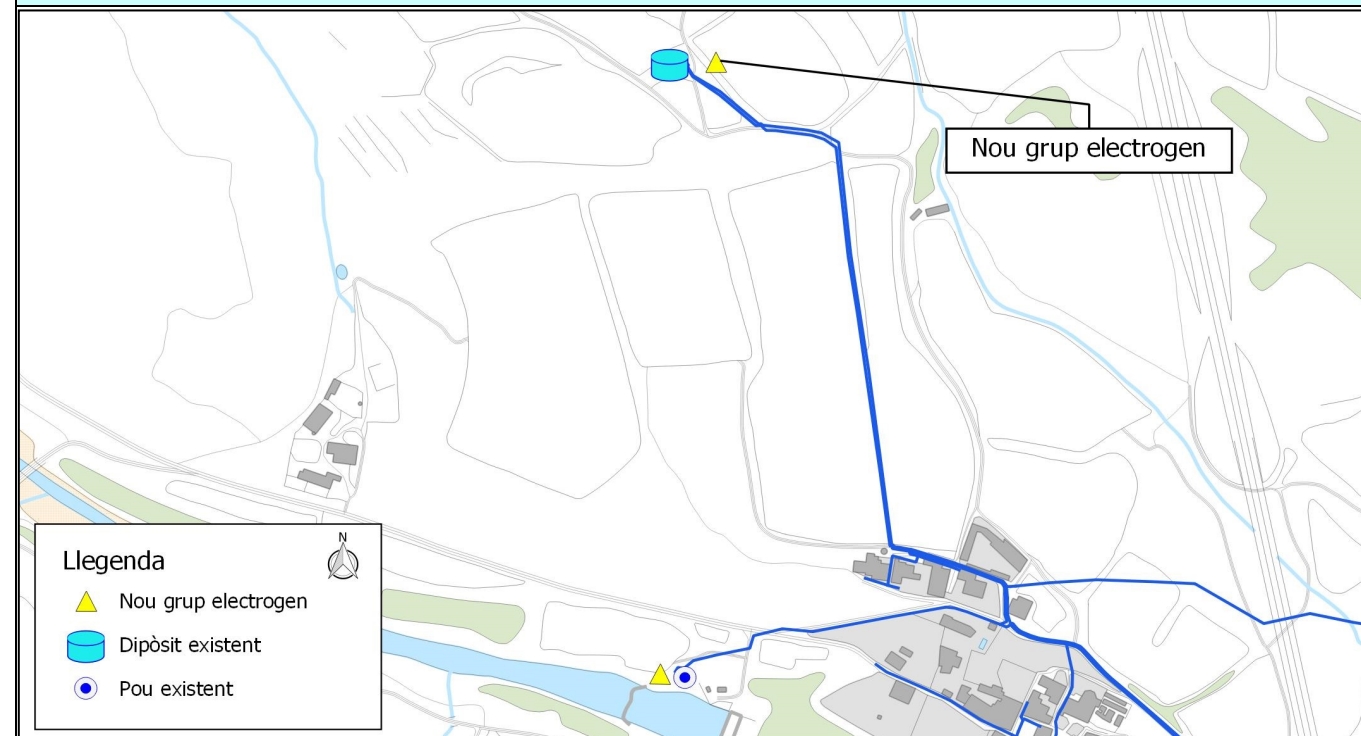 Nou grup electrogen
N
Llegenda
Nou grup electrogen
Dipòsit existent
Pou existent